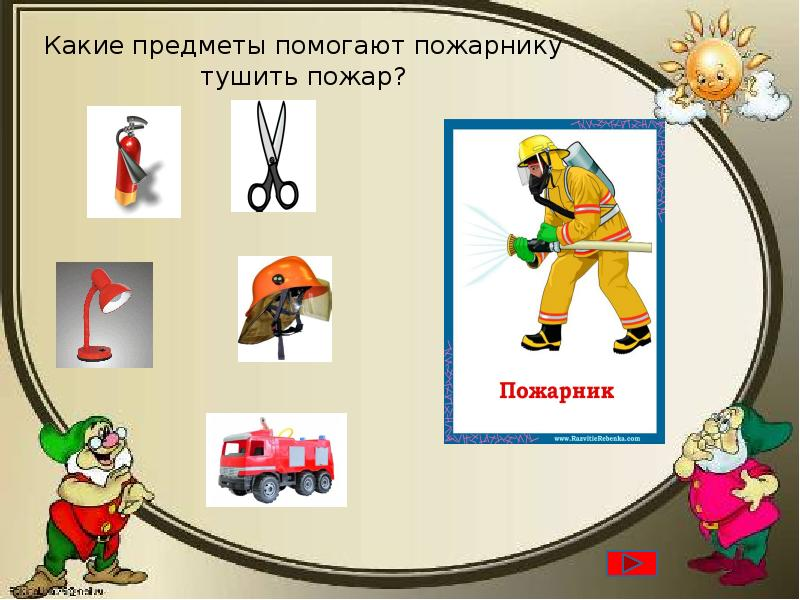 Какие предметы помогают пожарнику
тушить пожар?
Пожарник
www.RazvitieRebenka.com